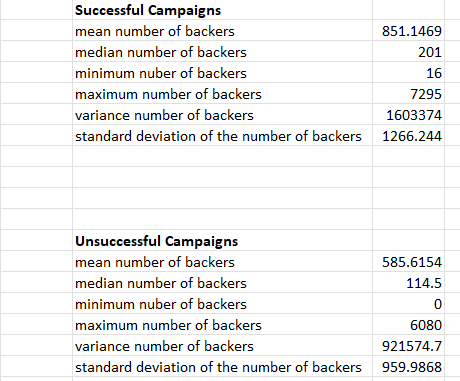 Successful Campaigns
mean number of backers 851.1469
median number of backers 201
minimum nuber of backers 16
maximum number of backers 7295
variance number of backers 1603374
standard deviation of the number of backers 1266.244
Unsuccessful Campaigns
mean number of backers 585.6154
median number of backers 114.5
minimum nuber of backers 0
maximum number of backers 6080
variance number of backers 921574.7
standard deviation of the number of backers 959.9868